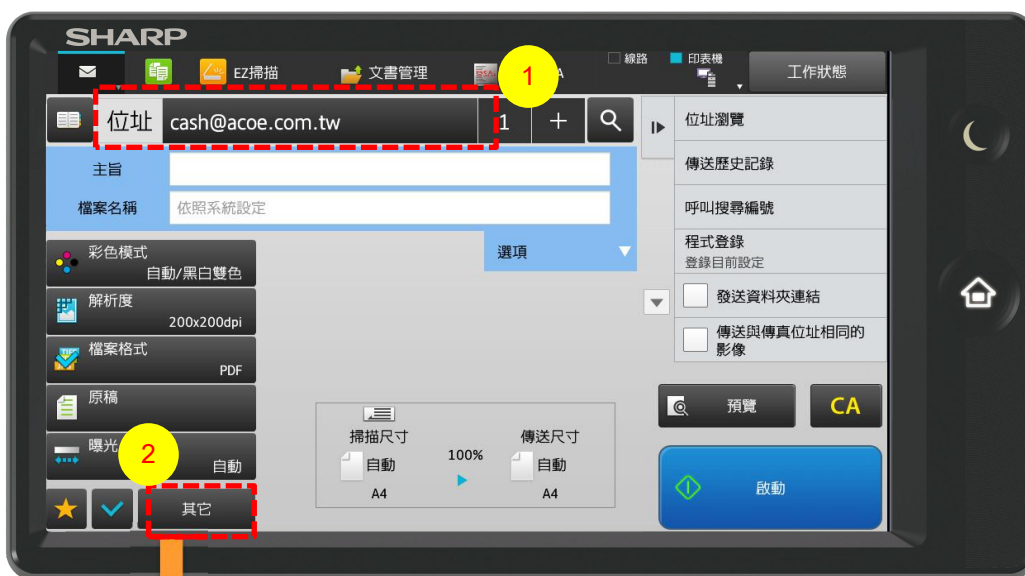 SHARP
EZ掃描
文書管理
1
A
線路
印表機
工作狀態
位址
cash@acoe.com.tw
1
主旨
檔案名稱
依照系統設定
選項
位址瀏覽
傳送歷史記錄
呼叫搜尋編號
程式登錄
登錄目前設定
發送資料夾連結
傳送與傳真位址相同的
影像
彩色模式
自動/黑白雙色
解析度
200x200dpi
檔案格式
PDF
原稿
曝光
2
自動
其它
掃描尺寸
自動
A4
100%
傳送尺寸
自動
A4
預覽
CA
啟動